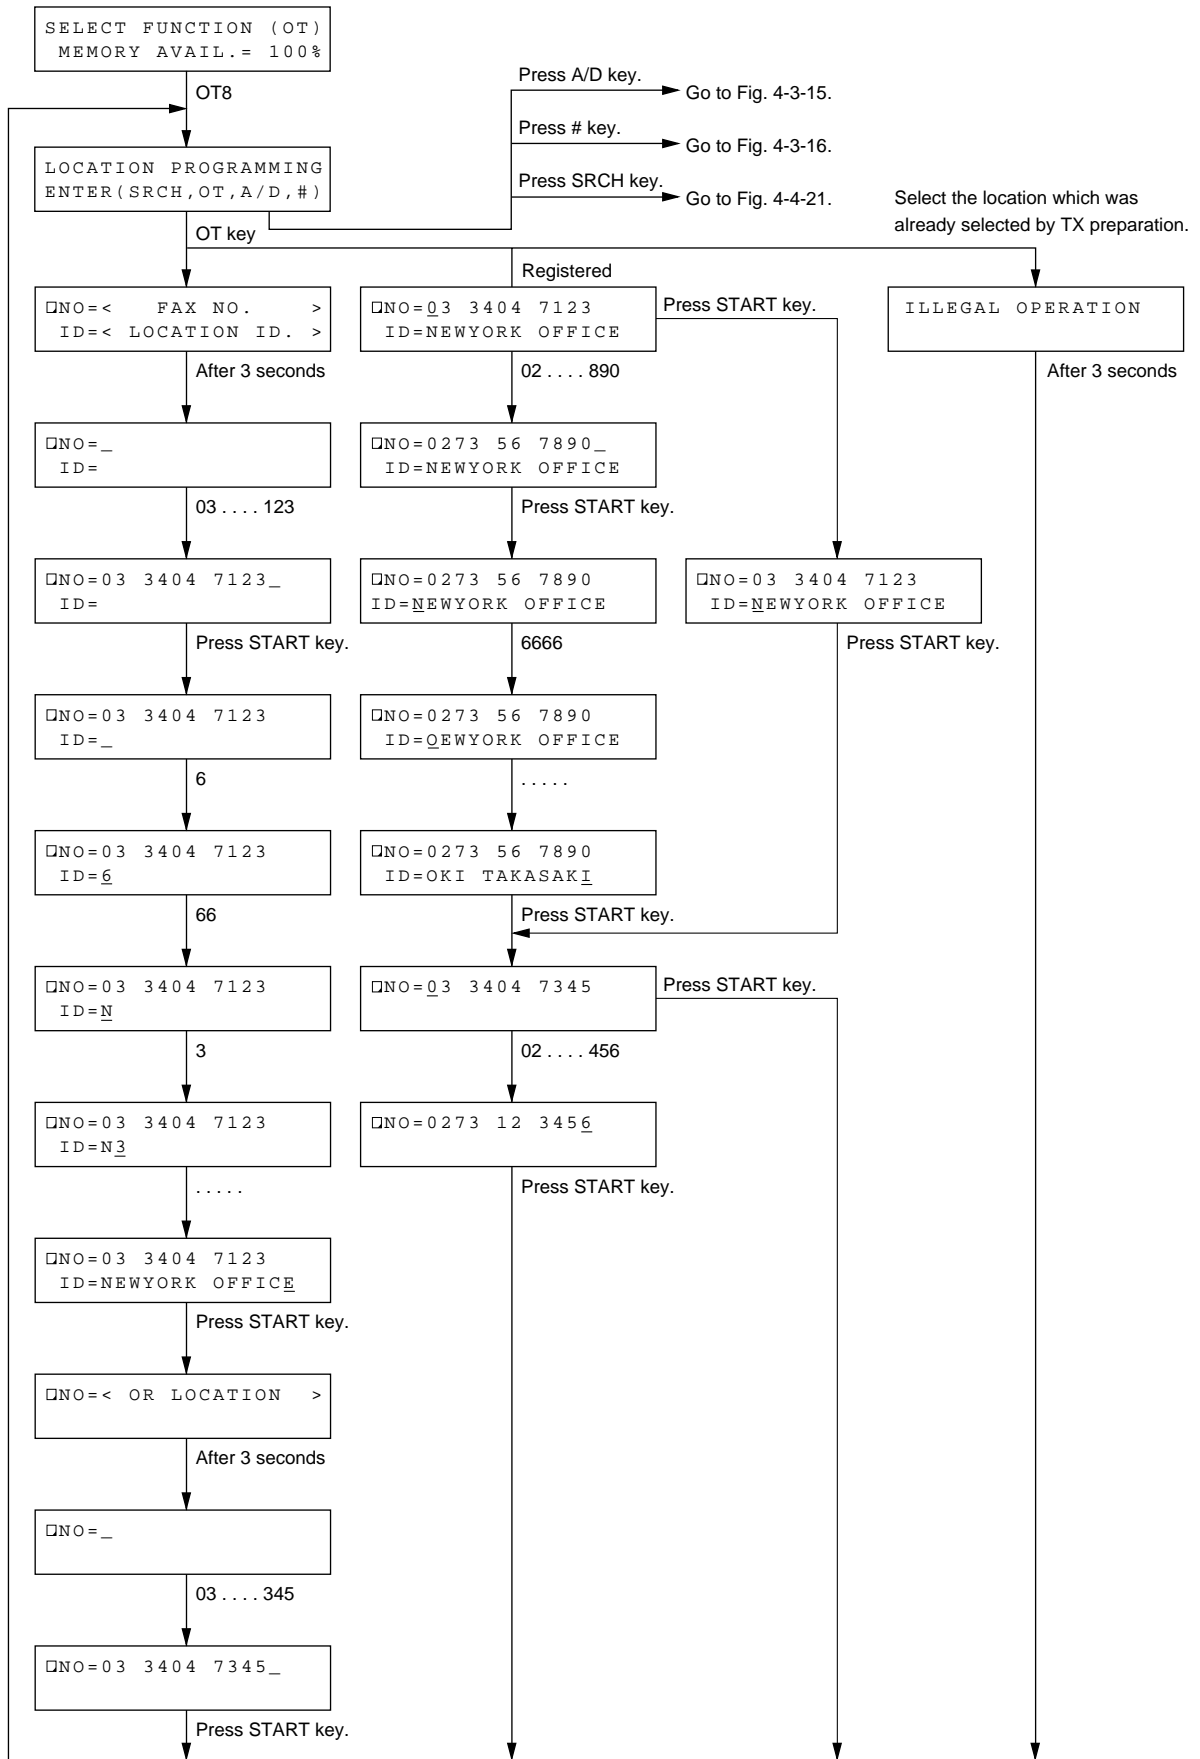 SELECT FUNCTION (OT)
MEMORY AVAIL.= 100%
OT8
Press A/D key.
Go to Fig. 4-3-15.
Press # key.
Go to Fig. 4-3-16.
Press SRCH key.
Go to Fig. 4-4-21.
LOCATION PROGRAMMING
ENTER(SRCH,OT,A/D,#)
OT key
Select the location which was
already selected by TX preparation.
NO=< FAX NO. >
ID=< LOCATION ID. >
After 3 seconds
NO=_
ID=
03 . . . . 123
NO=03 3404 7123_
ID=
Press START key.
NO=03 3404 7123
ID=_
6
NO=03 3404 7123
ID=6
66
NO=03 3404 7123
ID=N
3
NO=03 3404 7123
ID=N3
. . . . .
NO=03 3404 7123
ID=NEWYORK OFFICE
Press START key.
NO=< OR LOCATION >
After 3 seconds
NO=_
03 . . . . 345
NO=03 3404 7345_
Press START key.
Registered
NO=03 3404 7123
ID=NEWYORK OFFICE
02 . . . . 890
NO=0273 56 7890_
ID=NEWYORK OFFICE
Press START key.
NO=0273 56 7890
ID=NEWYORK OFFICE
6666
NO=0273 56 7890
ID=OEWYORK OFFICE
. . . . .
NO=0273 56 7890
ID=OKI TAKASAKI
Press START key.
NO=03 3404 7345
02 . . . . 456
NO=0273 12 3456
Press START key.
Press START key.
NO=03 3404 7123
ID=NEWYORK OFFICE
Press START key.
Press START key.
ILLEGAL OPERATION
After 3 seconds